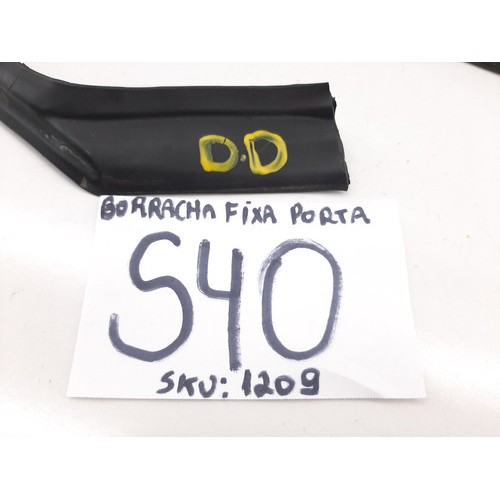 D.D
BORRACHA FIXA PORTA
S40
SKU: 1209